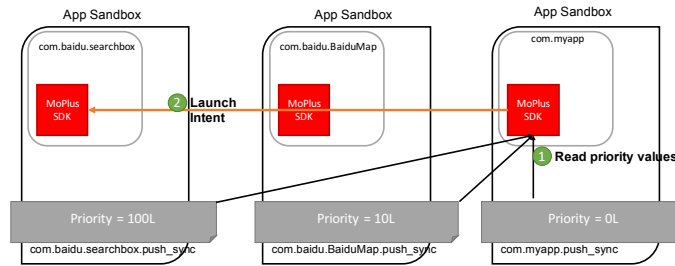 App Sandbox
App Sandbox
App Sandbox
com.baidu.searchbox
com.baidu.BaiduMap
com.myapp
MoPlus
SDK
2 Launch
Intent
MoPlus
SDK
MoPlus
SDK
1 Read priority values
Priority = 100L
Priority = 10L
Priority = 0L
com.baidu.searchbox.push_sync
com.baidu.BaiduMap.push_sync
com.myapp.push_sync